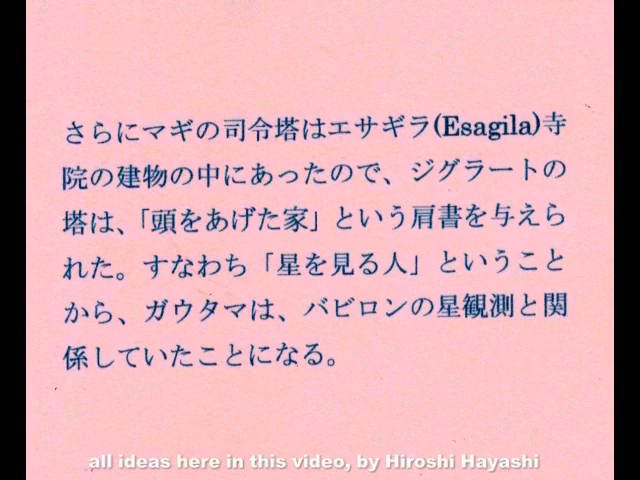 さらにマギの司令塔はエサギラ(Esagila)寺
院の建物の中にあったので、ジグラートの
塔は、「頭をあげた家」という肩書を与えら
れた。すなわち「星を見る人」ということ
から、ガウタマは、バビロンの星観測と関
係していたことになる。
all ideas here in this video, by Hiroshi Hayashi